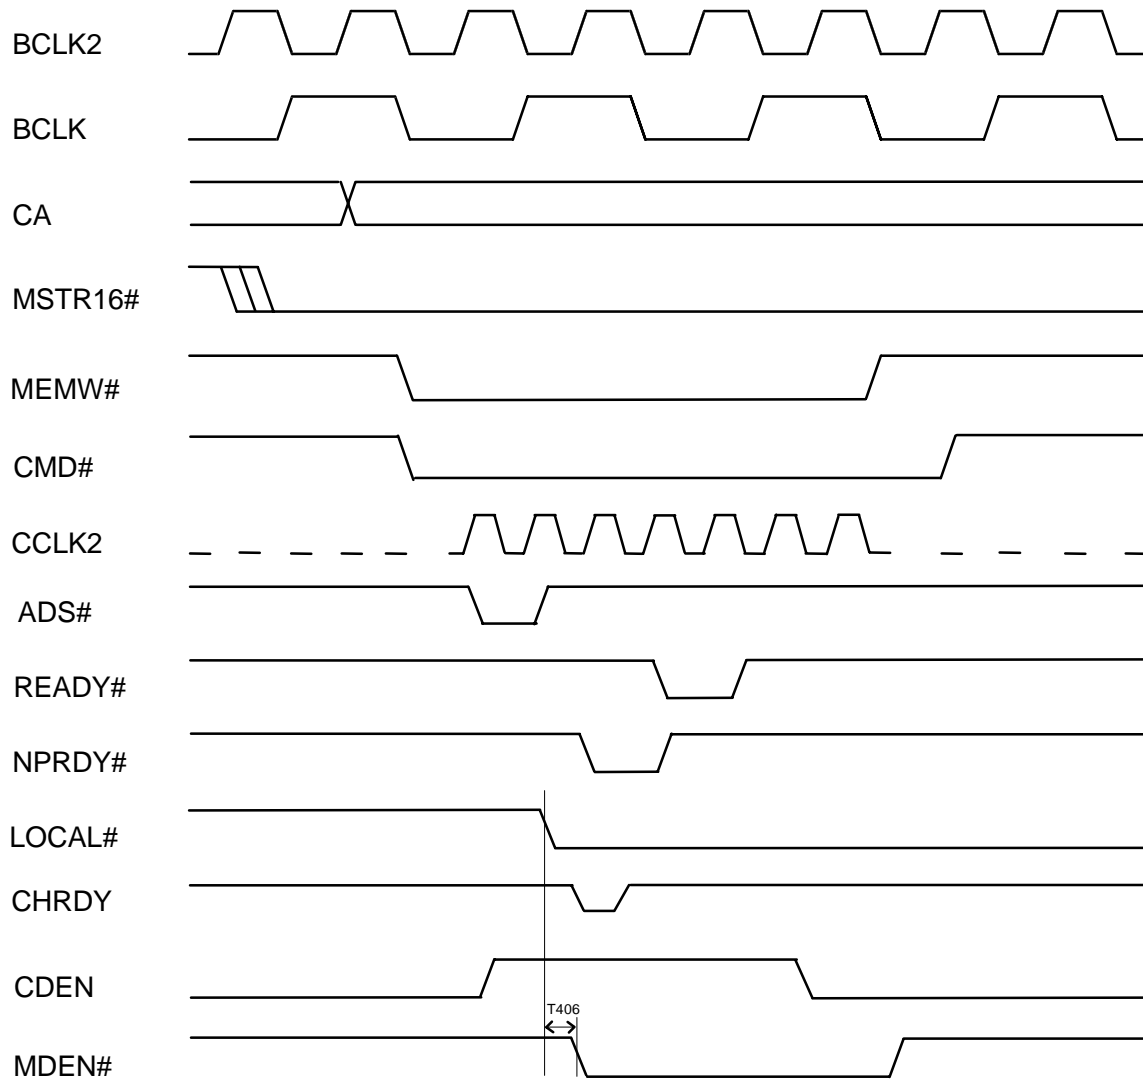 BCLK2
BCLK
CA
MSTR16#
MEMW#
CMD#
CCLK2
ADS#
READY#
NPRDY#
LOCAL#
CHRDY
CDEN
T406
MDEN#